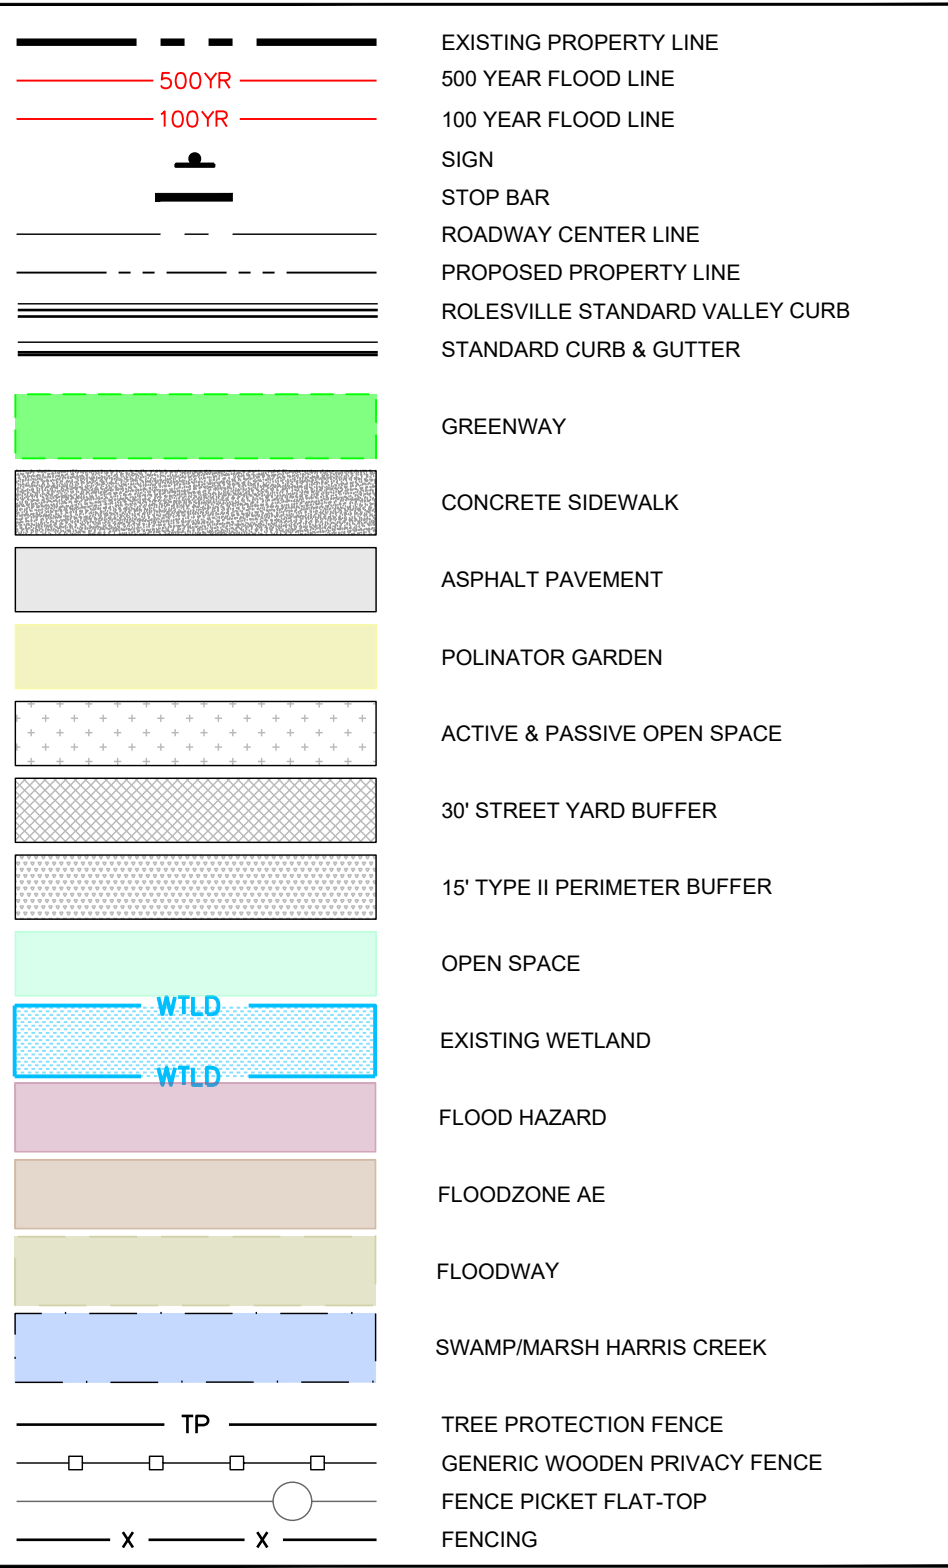 EXISTING PROPERTY LINE
500YR 500 YEAR FLOOD LINE
100YR 100 YEAR FLOOD LINE
SIGN
STOP BAR
ROADWAY CENTER LINE
PROPOSED PROPERTY LINE
ROLESVILLE STANDARD VALLEY CURB
STANDARD CURB & GUTTER
GREENWAY
CONCRETE SIDEWALK
ASPHALT PAVEMENT
POLINATOR GARDEN
ACTIVE & PASSIVE OPEN SPACE
30' STREET YARD BUFFER
15' TYPE II PERIMETER BUFFER
OPEN SPACE
WTLD
EXISTING WETLAND
WTLD
FLOOD HAZARD
FLOODZONE AE
FLOODWAY
SWAMP/MARSH HARRIS CREEK
TP TREE PROTECTION FENCE
GENERIC WOODEN PRIVACY FENCE
FENCE PICKET FLAT-TOP
X X FENCING